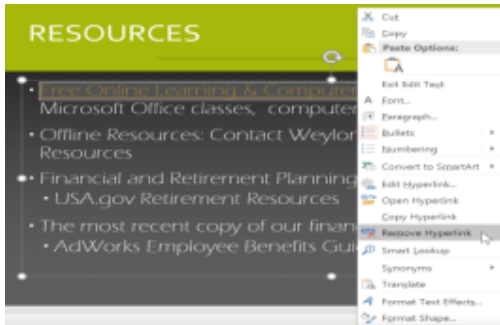 RESOURCES
• Free Online Learning & Computer
Microsoft Office classes, computer
• Offline Resources: Contact Weylon
Resources
• Financial and Retirement Planning
• USA.gov Retirement Resources
• The most recent copy of our finan
• AdWorks Employee Benefits Gui
Cut
Copy
Paste Options:
Exit Edit Text
Font...
Paragraph...
Bullets
Numbering
Convert to SmartArt
Edit Hyperlink...
Open Hyperlink
Copy Hyperlink
Remove Hyperlink
Smart Lookup
Synonyms
Translate
Format Text Effects...
Format Shape...